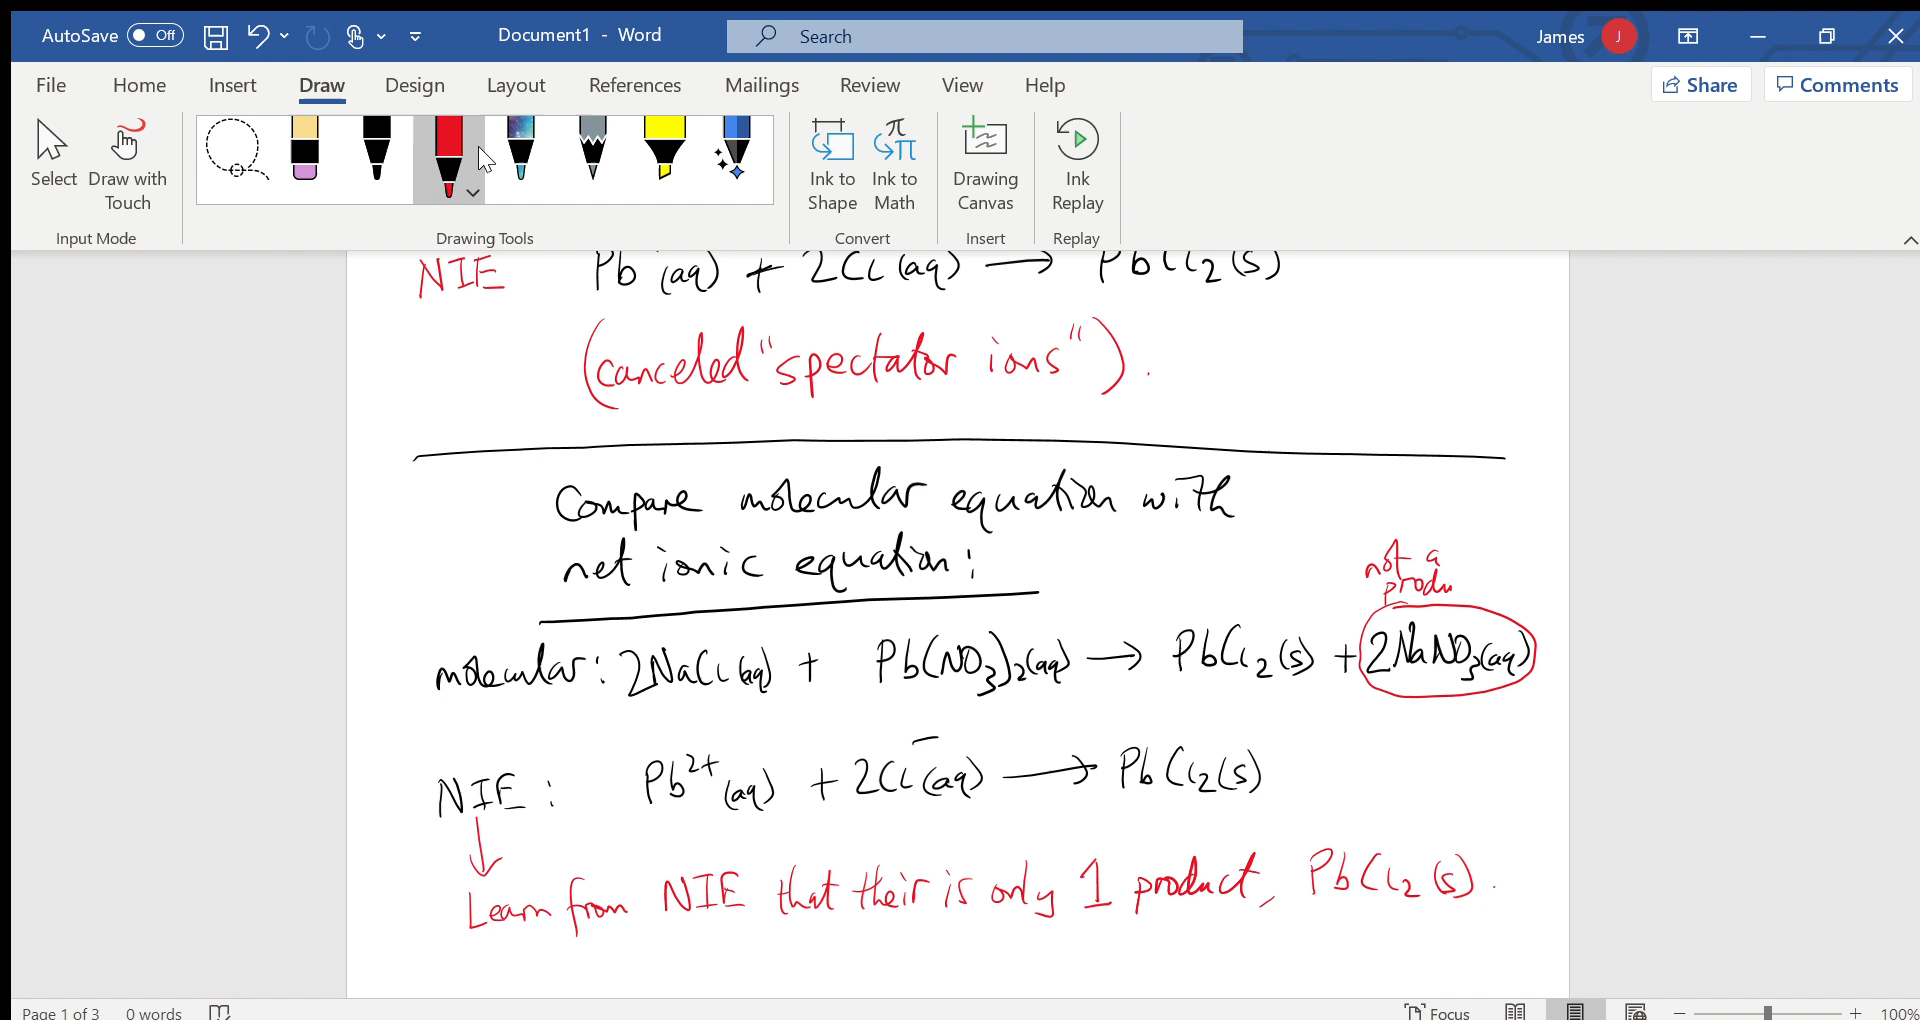 AutoSave Off Document1 - Word Search James J
File Home Insert Draw Design Layout References Mailings Review View Help Share Comments
Select Draw with Touch Ink to Shape Ink to Math Drawing Canvas Ink Replay
Input Mode Drawing Tools Convert Insert Replay
NIE Pb (aq) + 2Cl (aq) → PbCl2(s)
(canceled "spectator ions").
Compare molecular equation with
net ionic equation:
not a
produ
molecular: 2NaCl(aq) + Pb(NO3)2(aq) → PbCl2(s) + 2NaNO3(aq)
NIE: Pb2+(aq) + 2Cl-(aq) → PbCl2(s)
Learn from NIE that their is only 1 product, PbCl2(s).
Page 1 of 3 0 words Focus 100%